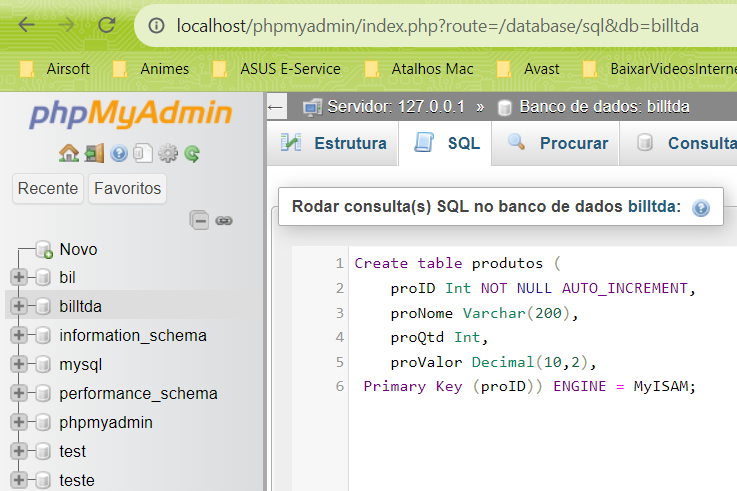 localhost/phpmyadmin/index.php?route=/database/sql&db=billtda
Airsoft Animes ASUS E-Service Atalhos Mac Avast BaixarVideosInterne
phpMyAdmin
Recente Favoritos
Novo
bil
billtda
information_schema
mysql
performance_schema
phpmyadmin
test
teste
Servidor: 127.0.0.1 » Banco de dados: billtda
Estrutura SQL Procurar Consulta
Rodar consulta(s) SQL no banco de dados billtda:
1 Create table produtos (
2 proID Int NOT NULL AUTO_INCREMENT,
3 proNome Varchar(200),
4 proQtd Int,
5 proValor Decimal(10,2),
6 Primary Key (proID)) ENGINE = MyISAM;